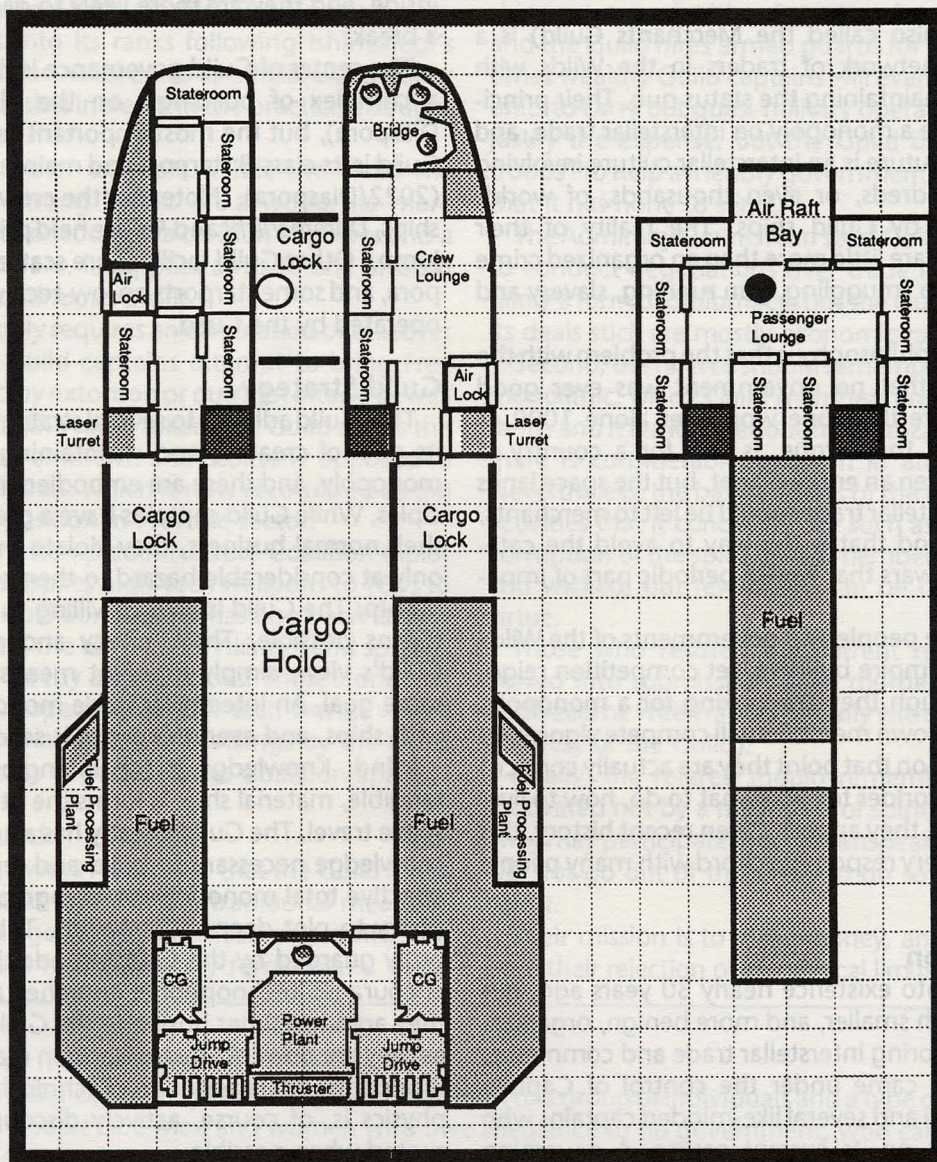 Stateroom
Bridge
Stateroom
Cargo
Lock
Stateroom
Stateroom
Crew
Lounge
Air
Lock
Stateroom
Stateroom
Stateroom
Air
Lock
Laser
Turret
Laser
Turret
Cargo
Lock
Cargo
Lock
Cargo
Hold
Fuel Processing
Plant
Fuel
Fuel
Fuel Processing
Plant
CG
CG
Power
Plant
Jump
Drive
Jump
Drive
Thruster
Air Raft
Bay
Stateroom
Stateroom
Stateroom
Passenger
Lounge
Stateroom
Stateroom
Stateroom
Stateroom
Stateroom
Fuel